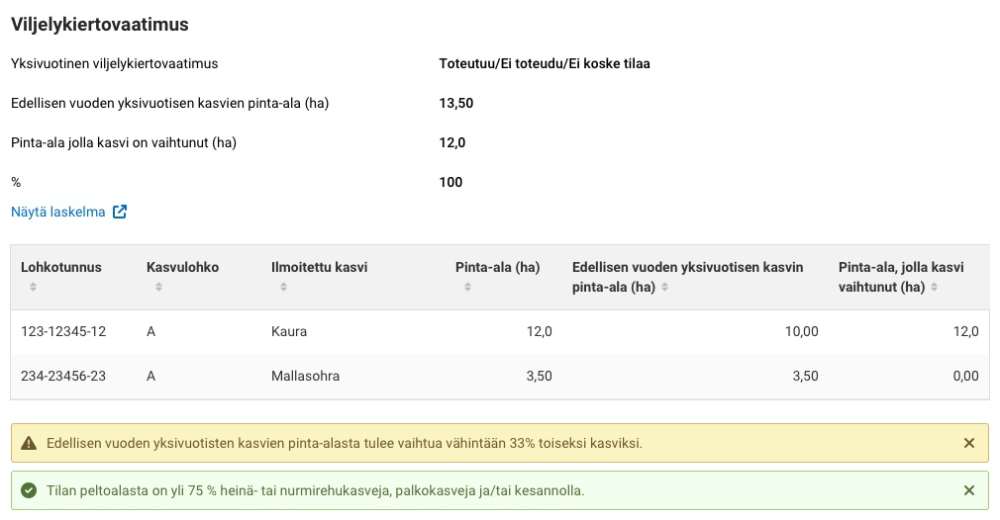 Viljelykiertovaatimus
Yksivuotinen viljelykiertovaatimus Toteutuu/Ei toteudu/Ei koske tilaa
Edellisen vuoden yksivuotisen kasvien pinta-ala (ha) 13,50
Pinta-ala jolla kasvi on vaihtunut (ha) 12,0
% 100
Näytä laskelma
Lohkotunnus Kasvulohko Ilmoitettu kasvi Pinta-ala (ha) Edellisen vuoden yksivuotisen kasvin Pinta-ala, jolla kasvi
pinta-ala (ha) vaihtunut (ha)
123-12345-12 A Kaura 12,0 10,00 12,0
234-23456-23 A Mallasohra 3,50 3,50 0,00
Edellisen vuoden yksivuotisten kasvien pinta-alasta tulee vaihtua vähintään 33% toiseksi kasviksi.
Tilan peltoalasta on yli 75 % heinä- tai nurmirehukasveja, palkokasveja ja/tai kesannolla.